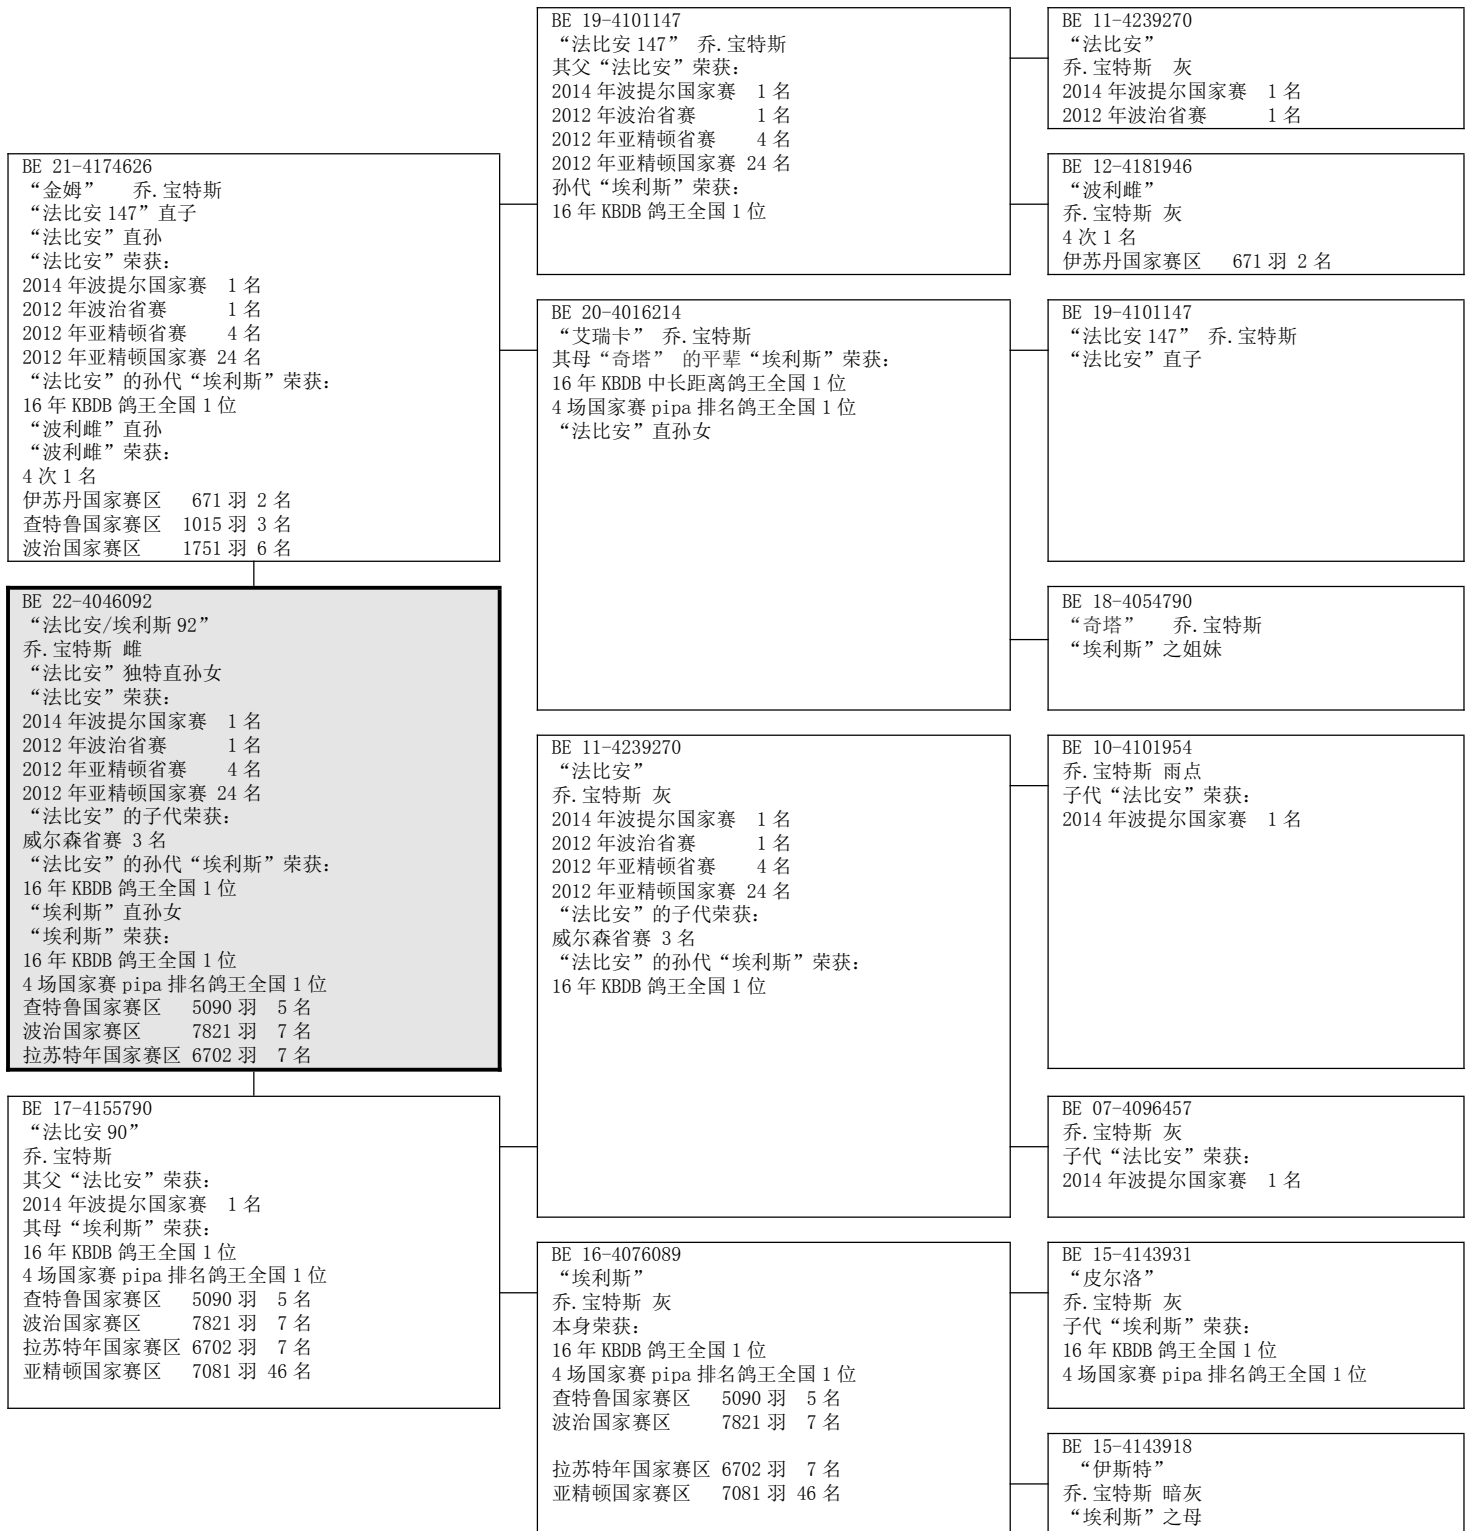 BE 21-4174626
“金姆” 乔.宝特斯
“法比安 147”直子
“法比安”直孙
“法比安”荣获：
2014 年波提尔国家赛 1 名
2012 年波治省赛 1 名
2012 年亚精顿省赛 4 名
2012 年亚精顿国家赛 24 名
“法比安”的孙代“埃利斯”荣获：
16 年 KBDB 鸽王全国 1 位
“波利雌”直孙
“波利雌”荣获：
4 次 1 名
伊苏丹国家赛区 671 羽 2 名
查特鲁国家赛区 1015 羽 3 名
波治国家赛区 1751 羽 6 名
BE 22-4046092
“法比安/埃利斯 92”
乔.宝特斯 雌
“法比安”独特直孙女
“法比安”荣获：
2014 年波提尔国家赛 1 名
2012 年波治省赛 1 名
2012 年亚精顿省赛 4 名
2012 年亚精顿国家赛 24 名
“法比安”的子代荣获：
威尔森省赛 3 名
“法比安”的孙代“埃利斯”荣获：
16 年 KBDB 鸽王全国 1 位
“埃利斯”直孙女
“埃利斯”荣获：
16 年 KBDB 鸽王全国 1 位
4 场国家赛 pipa 排名鸽王全国 1 位
查特鲁国家赛区 5090 羽 5 名
波治国家赛区 7821 羽 7 名
拉苏特年国家赛区 6702 羽 7 名
BE 17-4155790
“法比安 90”
乔.宝特斯
其父“法比安”荣获：
2014 年波提尔国家赛 1 名
其母“埃利斯”荣获：
16 年 KBDB 鸽王全国 1 位
4 场国家赛 pipa 排名鸽王全国 1 位
查特鲁国家赛区 5090 羽 5 名
波治国家赛区 7821 羽 7 名
拉苏特年国家赛区 6702 羽 7 名
亚精顿国家赛区 7081 羽 46 名
BE 19-4101147
“法比安 147” 乔.宝特斯
其父“法比安”荣获：
2014 年波提尔国家赛 1 名
2012 年波治省赛 1 名
2012 年亚精顿省赛 4 名
2012 年亚精顿国家赛 24 名
孙代“埃利斯”荣获：
16 年 KBDB 鸽王全国 1 位
BE 20-4016214
“艾瑞卡” 乔.宝特斯
其母“奇塔” 的平辈“埃利斯”荣获：
16 年 KBDB 中长距离鸽王全国 1 位
4 场国家赛 pipa 排名鸽王全国 1 位
“法比安”直孙女
BE 11-4239270
“法比安”
乔.宝特斯 灰
2014 年波提尔国家赛 1 名
2012 年波治省赛 1 名
2012 年亚精顿省赛 4 名
2012 年亚精顿国家赛 24 名
“法比安”的子代荣获：
威尔森省赛 3 名
“法比安”的孙代“埃利斯”荣获：
16 年 KBDB 鸽王全国 1 位
BE 16-4076089
“埃利斯”
乔.宝特斯 灰
本身荣获：
16 年 KBDB 鸽王全国 1 位
4 场国家赛 pipa 排名鸽王全国 1 位
查特鲁国家赛区 5090 羽 5 名
波治国家赛区 7821 羽 7 名
拉苏特年国家赛区 6702 羽 7 名
亚精顿国家赛区 7081 羽 46 名
BE 11-4239270
“法比安”
乔.宝特斯 灰
2014 年波提尔国家赛 1 名
2012 年波治省赛 1 名
BE 12-4181946
“波利雌”
乔.宝特斯 灰
4 次 1 名
伊苏丹国家赛区 671 羽 2 名
BE 19-4101147
“法比安 147” 乔.宝特斯
“法比安”直子
BE 18-4054790
“奇塔” 乔.宝特斯
“埃利斯”之姐妹
BE 10-4101954
乔.宝特斯 雨点
子代“法比安”荣获：
2014 年波提尔国家赛 1 名
BE 07-4096457
乔.宝特斯 灰
子代“法比安”荣获：
2014 年波提尔国家赛 1 名
BE 15-4143931
“皮尔洛”
乔.宝特斯 灰
子代“埃利斯”荣获：
16 年 KBDB 鸽王全国 1 位
4 场国家赛 pipa 排名鸽王全国 1 位
BE 15-4143918
“伊斯特”
乔.宝特斯 暗灰
“埃利斯”之母